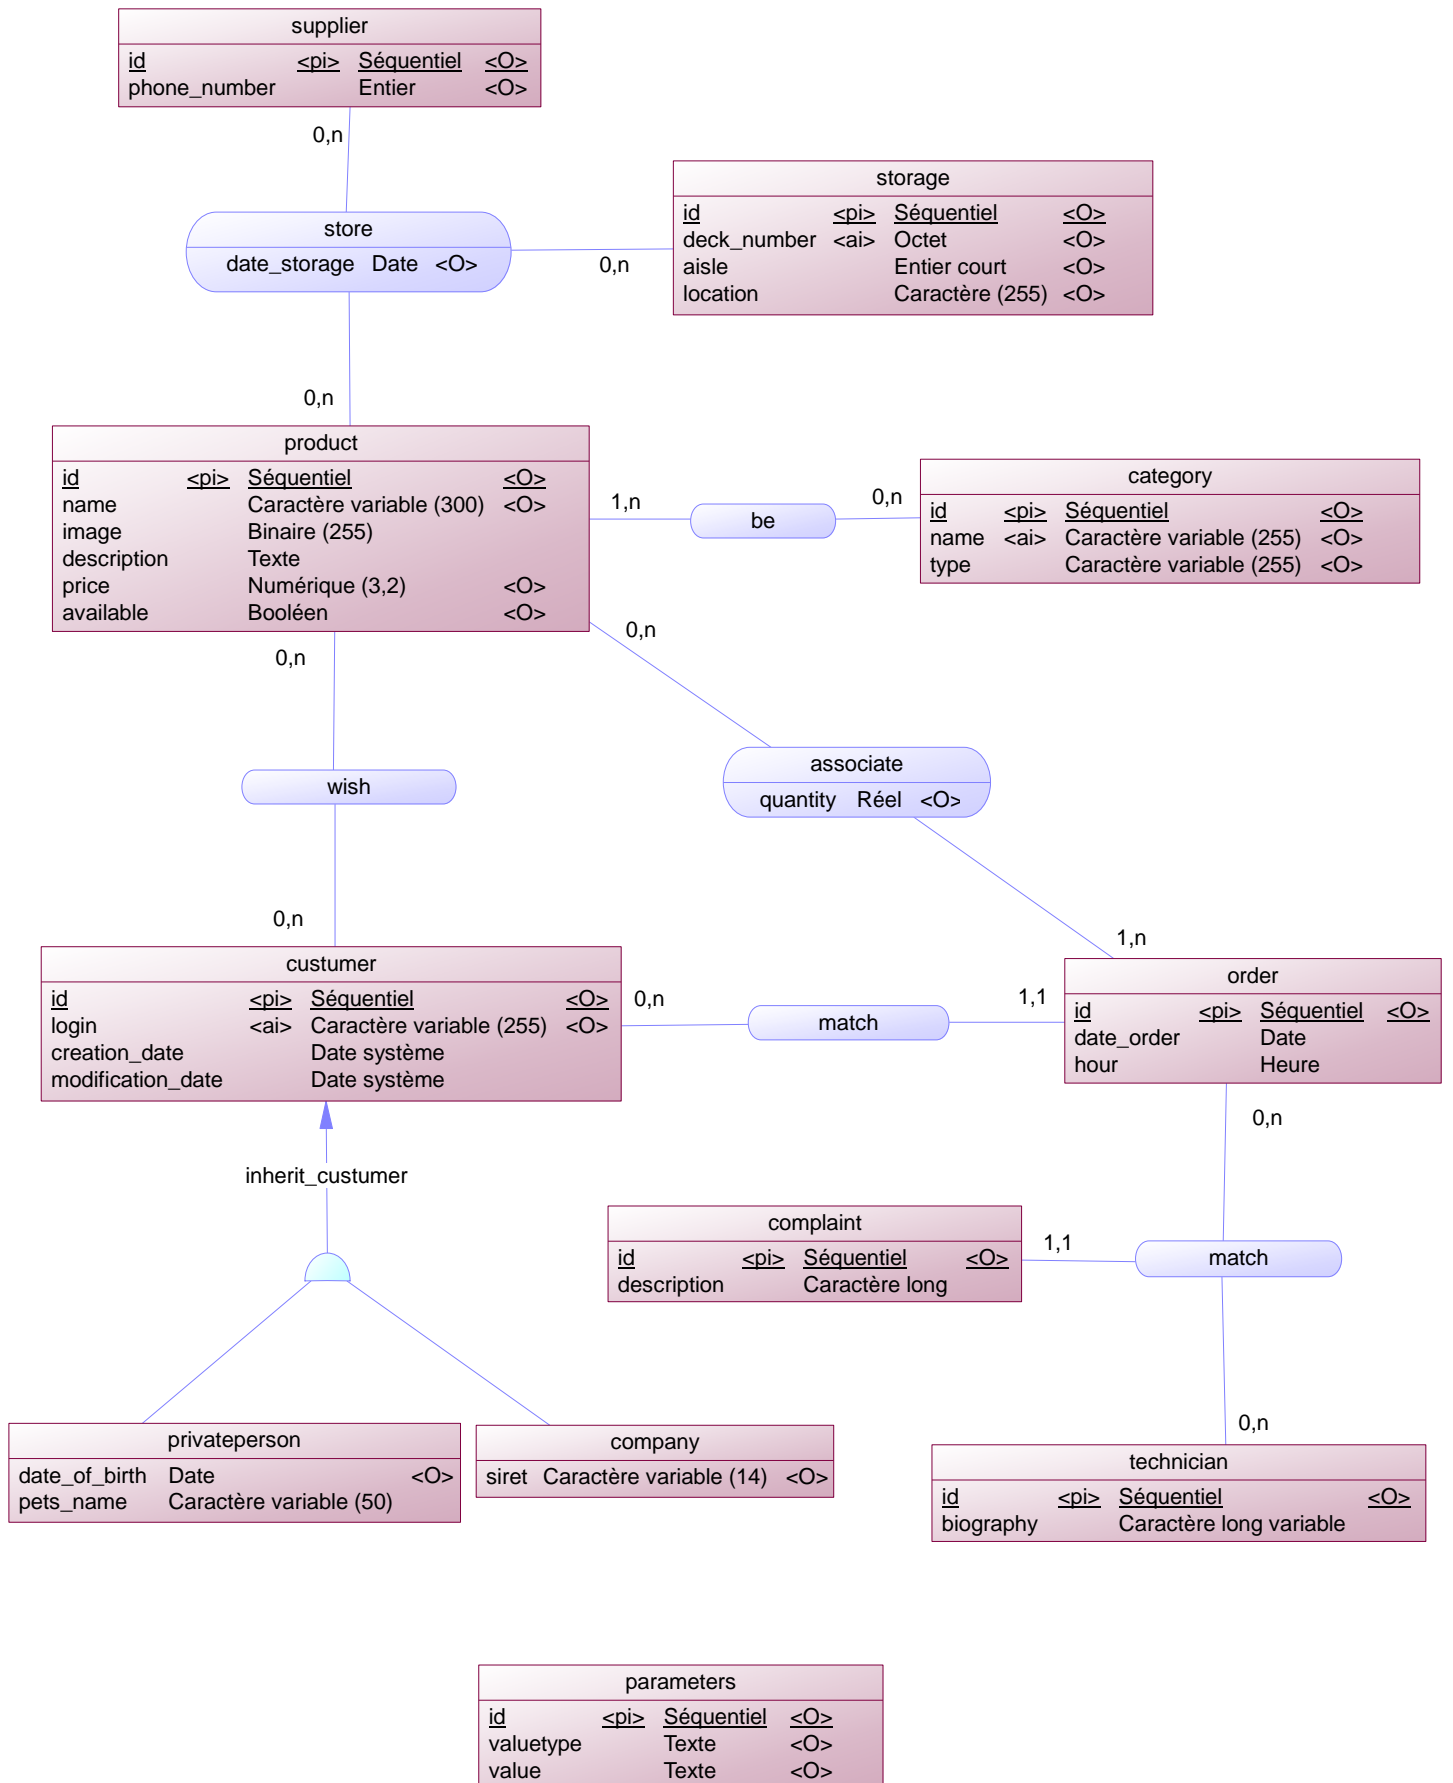 supplier
id <pi> Séquentiel <O>
phone_number Entier <O>
0,n
storage
id <pi> Séquentiel <O>
deck_number <ai> Octet <O>
aisle Entier court <O>
location Caractère (255) <O>
store
date_storage Date <O>
0,n
0,n
product
id <pi> Séquentiel <O>
name Caractère variable (300) <O>
image Binaire (255)
description Texte
price Numérique (3,2) <O>
available Booléen <O>
1,n
be
0,n
category
id <pi> Séquentiel <O>
name <ai> Caractère variable (255) <O>
type Caractère variable (255) <O>
0,n
0,n
wish
associate
quantity Réel <O>
0,n
1,n
custumer
id <pi> Séquentiel <O>
login <ai> Caractère variable (255) <O>
creation_date Date système
modification_date Date système
0,n
match
1,1
order
id <pi> Séquentiel <O>
date_order Date
hour Heure
0,n
inherit_custumer
complaint
id <pi> Séquentiel <O>
description Caractère long
1,1
match
0,n
privateperson
date_of_birth Date <O>
pets_name Caractère variable (50)
company
siret Caractère variable (14) <O>
technician
id <pi> Séquentiel <O>
biography Caractère long variable
parameters
id <pi> Séquentiel <O>
valuetype Texte <O>
value Texte <O>